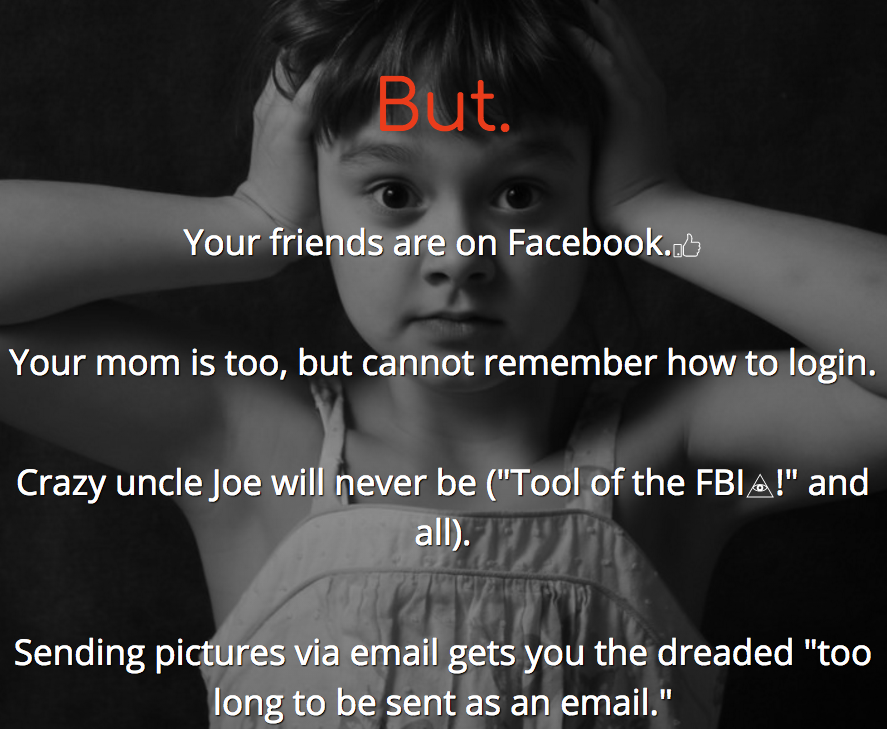 But.
Your friends are on Facebook.👍
Your mom is too, but cannot remember how to login.
Crazy uncle Joe will never be ("Tool of the FBI!" and
all).
Sending pictures via email gets you the dreaded "too
long to be sent as an email."